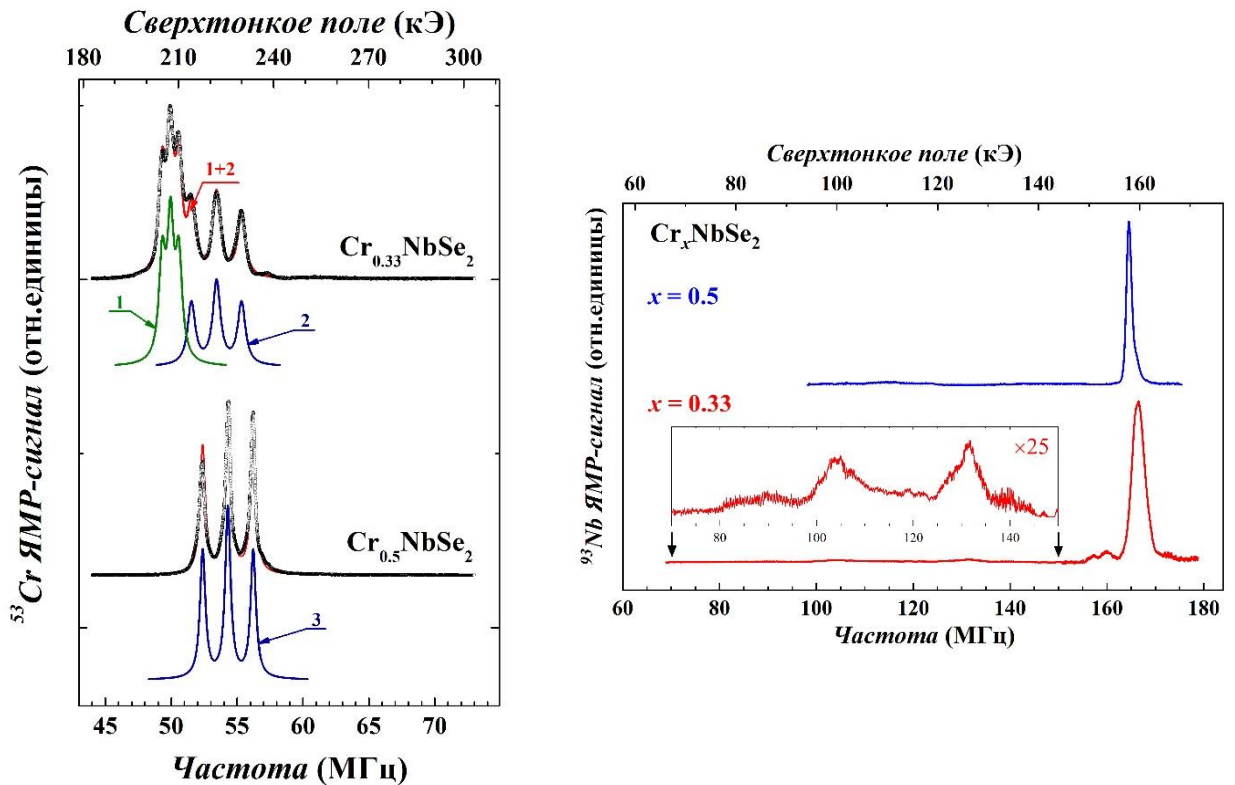 Сверхтонкое поле (кЭ)
180 210 240 270 300
53Cr ЯМР-сигнал (отн.единицы)
1+2
Cr0.33NbSe2
1
2
Cr0.5NbSe2
3
45 50 55 60 65 70
Частота (МГц)
Сверхтонкое поле (кЭ)
60 80 100 120 140 160
93Nb ЯМР-сигнал (отн.единицы)
CrxNbSe2
x = 0.5
x = 0.33
×25
80 100 120 140
60 80 100 120 140 160 180
Частота (МГц)